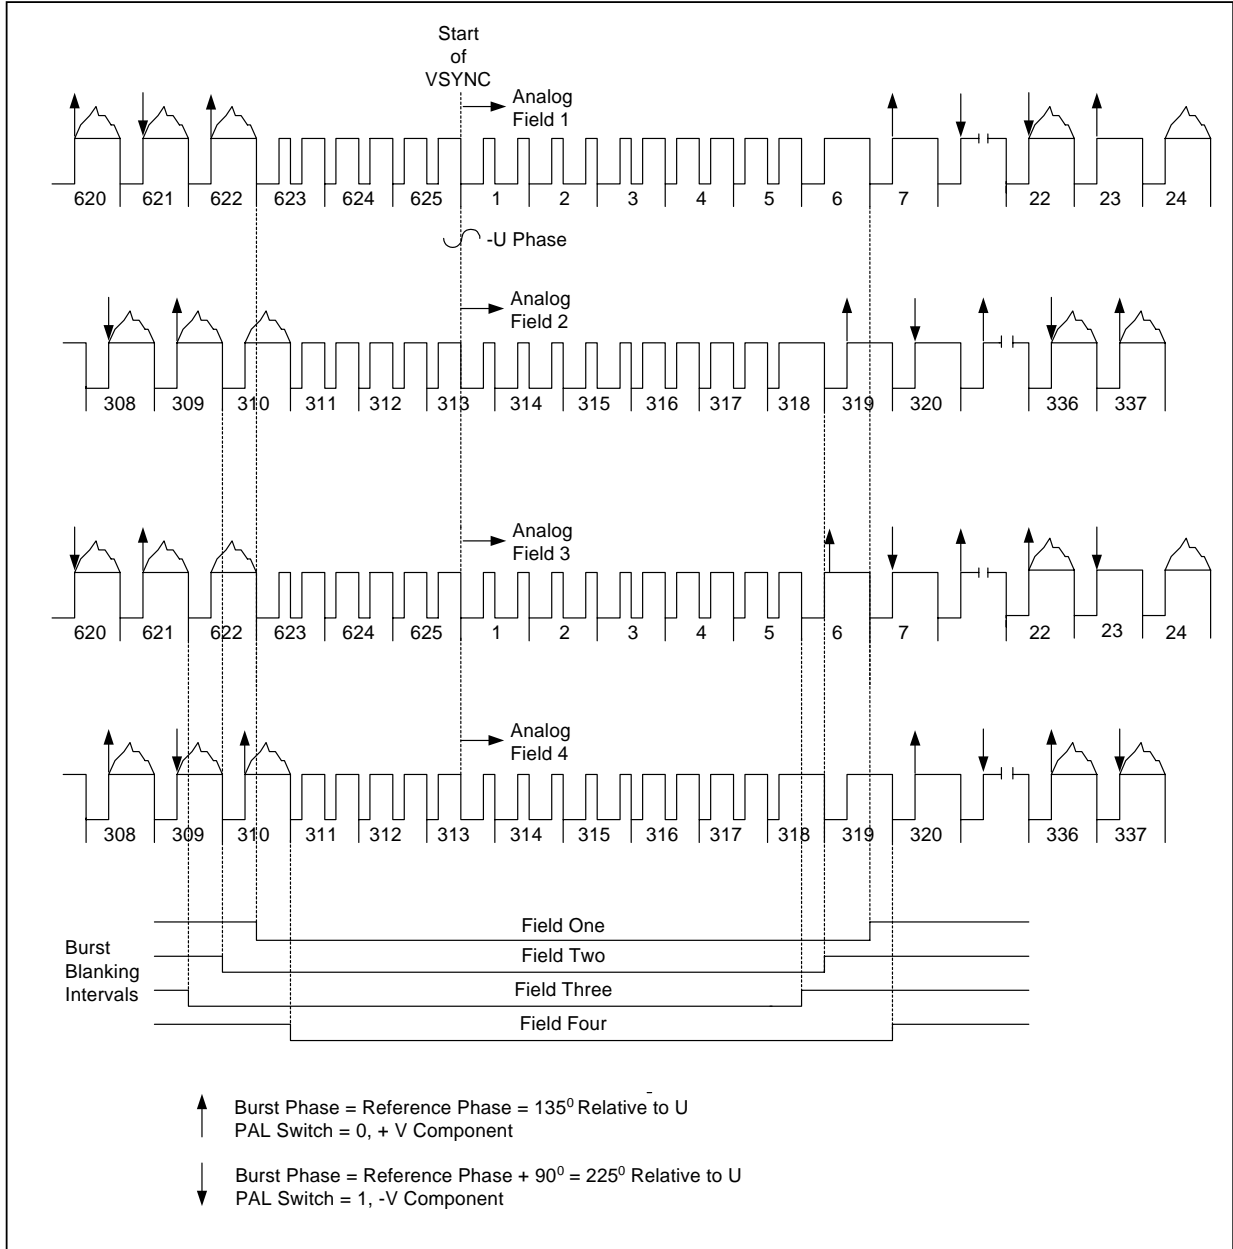 Start
of
VSYNC
Analog
Field 1
620 621 622 623 624 625 1 2 3 4 5 6 7 22 23 24
-U Phase
Analog
Field 2
308 309 310 311 312 313 314 315 316 317 318 319 320 336 337
Analog
Field 3
620 621 622 623 624 625 1 2 3 4 5 6 7 22 23 24
Analog
Field 4
308 309 310 311 312 313 314 315 316 317 318 319 320 336 337
Burst
Blanking
Intervals
Field One
Field Two
Field Three
Field Four
Burst Phase = Reference Phase = 135⁰ Relative to U
PAL Switch = 0, + V Component
Burst Phase = Reference Phase + 90⁰ = 225⁰ Relative to U
PAL Switch = 1, -V Component